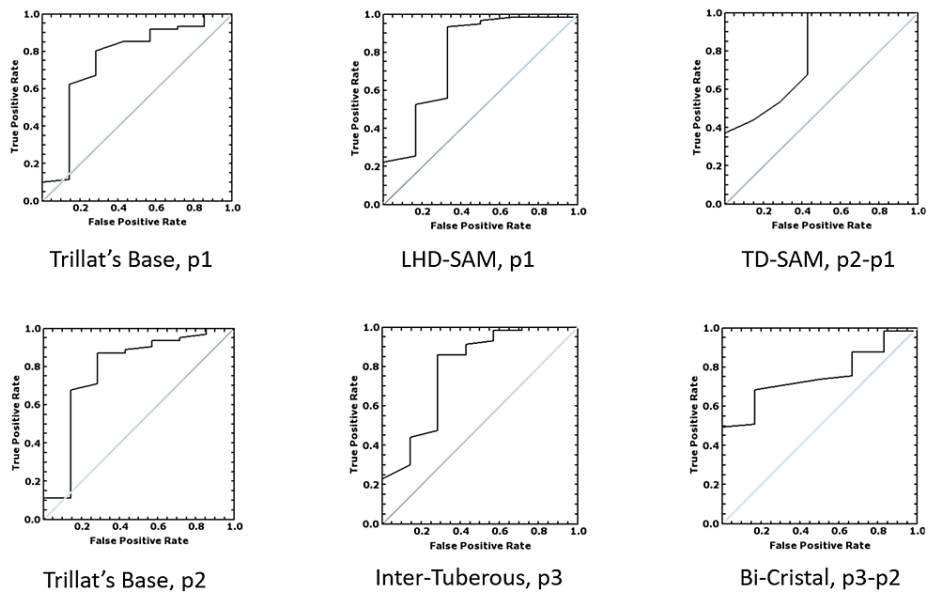 1.0
0.8
0.6
0.4
0.2
0.0
0.2 0.4 0.6 0.8 1.0
True Positive Rate
False Positive Rate
Trillat's Base, p1
1.0
0.8
0.6
0.4
0.2
0.0
0.2 0.4 0.6 0.8 1.0
True Positive Rate
False Positive Rate
LHD-SAM, p1
1.0
0.8
0.6
0.4
0.2
0.0
0.2 0.4 0.6 0.8 1.0
True Positive Rate
False Positive Rate
TD-SAM, p2-p1
1.0
0.8
0.6
0.4
0.2
0.0
0.2 0.4 0.6 0.8 1.0
True Positive Rate
False Positive Rate
Trillat's Base, p2
1.0
0.8
0.6
0.4
0.2
0.0
0.2 0.4 0.6 0.8 1.0
True Positive Rate
False Positive Rate
Inter-Tuberous, p3
1.0
0.8
0.6
0.4
0.2
0.0
0.2 0.4 0.6 0.8 1.0
True Positive Rate
False Positive Rate
Bi-Cristal, p3-p2